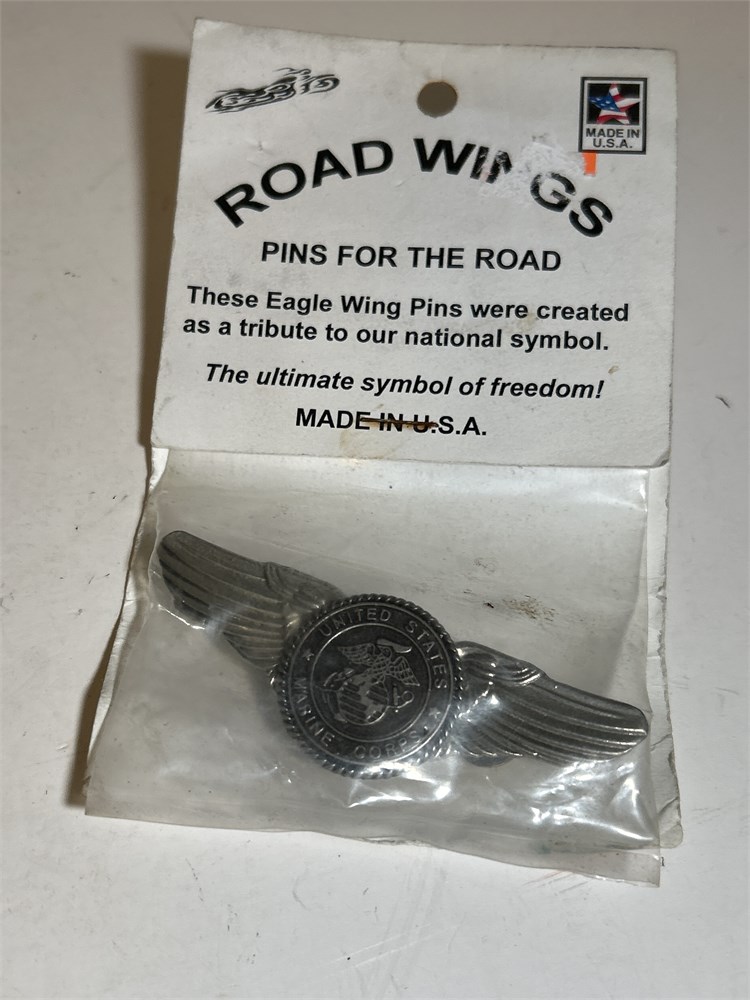 MADE IN
U.S.A.
ROAD WINGS
PINS FOR THE ROAD
These Eagle Wing Pins were created
as a tribute to our national symbol.
The ultimate symbol of freedom!
MADE IN U.S.A.
UNITED STATES
MARINE CORPS